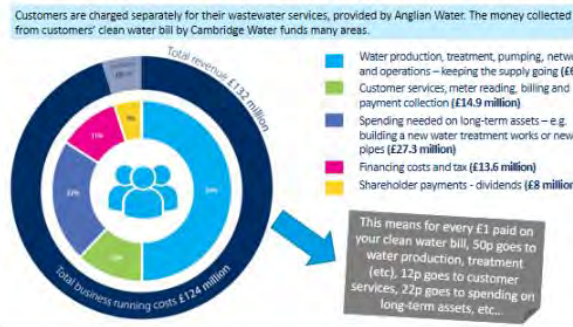 Customers are charged separately for their wastewater services, provided by Anglian Water. The money collected
from customers' clean water bill by Cambridge Water funds many areas.
Total revenue £132 million
Total business running costs £124 million
11%
22%
Water production, treatment, pumping,
and operations – keeping the supply going
Customer services, meter reading, billing and
payment collection (£14.9 million)
Spending needed on long-term assets – e.g.
building a new water treatment works or new
pipes (£27.3 million)
Financing costs and tax (£13.6 million)
Shareholder payments - dividends (£8 million
This means for every £1 paid on
your clean water bill, 50p goes to
water production, treatment
(etc), 12p goes to customer
services, 22p goes to spending on
long-term assets, etc...